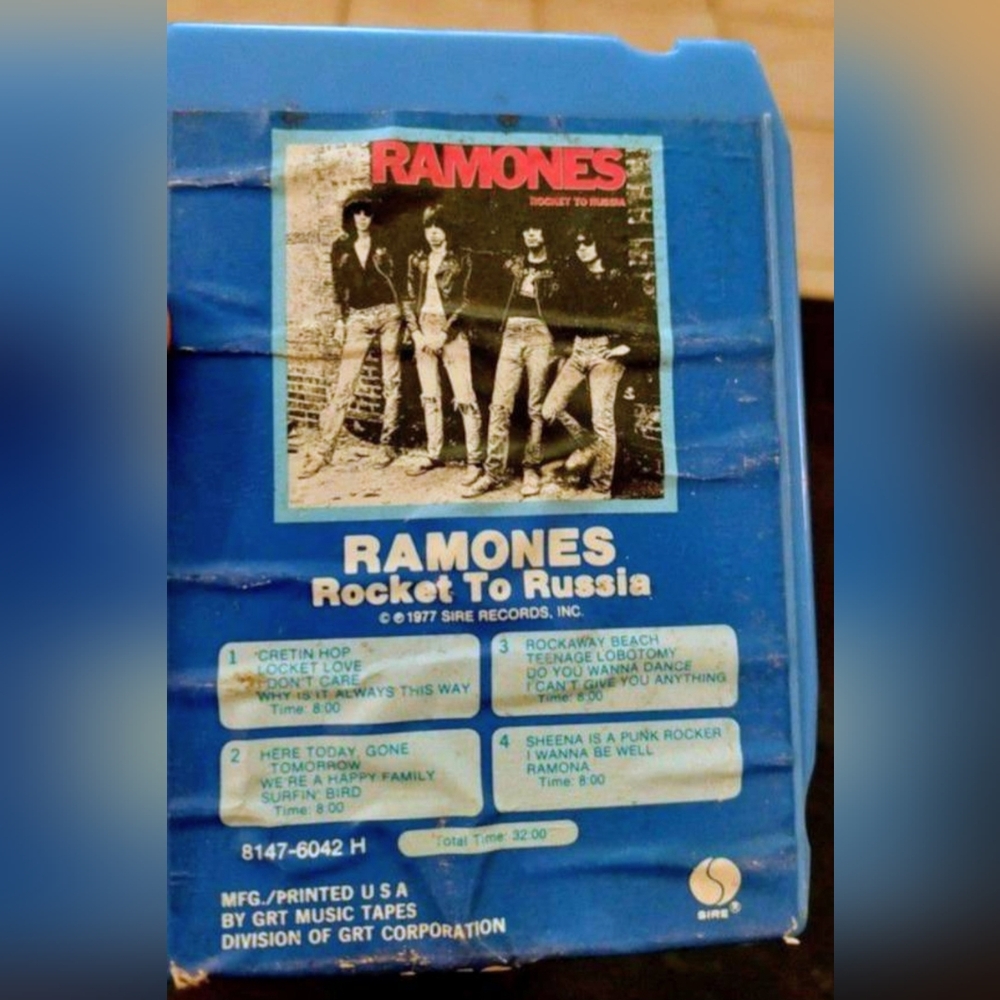 RAMONES
ROCKET TO RUSSIA
RAMONES
Rocket To Russia
© ℗ 1977 SIRE RECORDS, INC.
1 CRETIN HOP
LOCKET LOVE
I DON'T CARE
WHY IS IT ALWAYS THIS WAY
Time: 8:00
2 HERE TODAY, GONE
TOMORROW
WE'RE A HAPPY FAMILY
SURFIN' BIRD
Time: 8:00
3 ROCKAWAY BEACH
TEENAGE LOBOTOMY
DO YOU WANNA DANCE
I CAN'T GIVE YOU ANYTHING
Time: 8:00
4 SHEENA IS A PUNK ROCKER
I WANNA BE WELL
RAMONA
Time: 8:00
Total Time: 32:00
8147-6042 H
MFG./PRINTED U S A
BY GRT MUSIC TAPES
DIVISION OF GRT CORPORATION
SIRE®